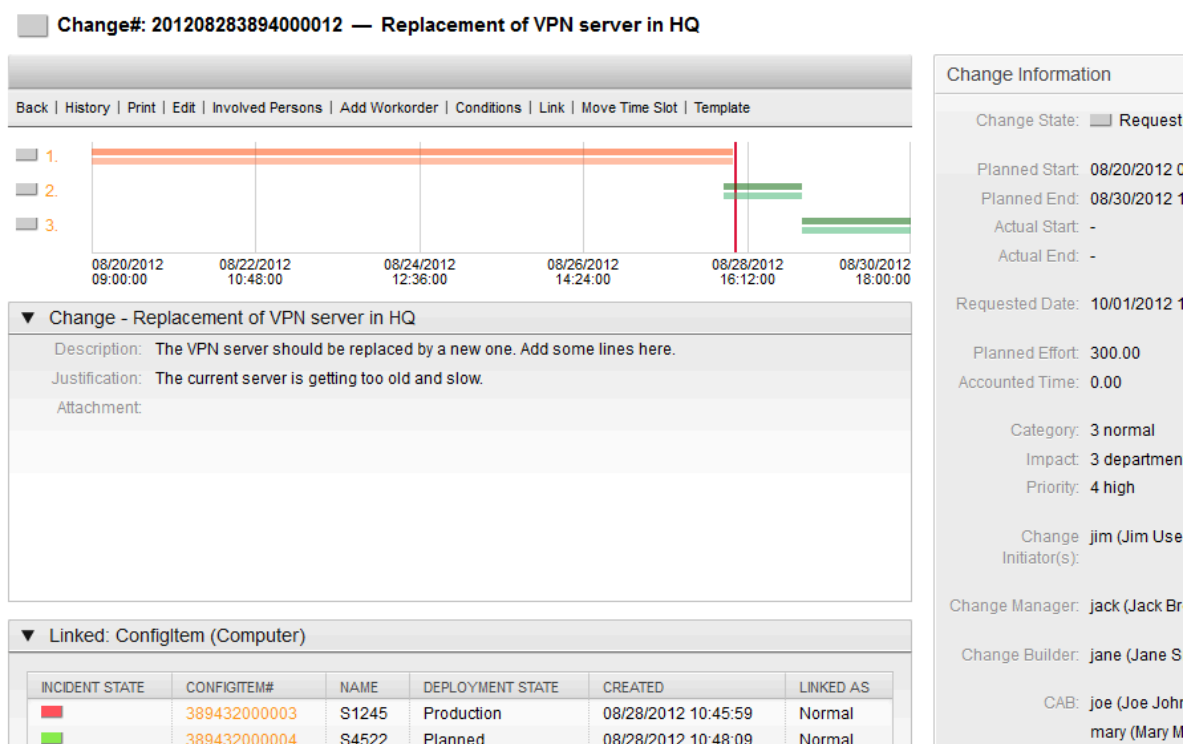 Change#: 201208283894000012 — Replacement of VPN server in HQ
Back | History | Print | Edit | Involved Persons | Add Workorder | Conditions | Link | Move Time Slot | Template
1.
2.
3.
08/20/2012 08/22/2012 08/24/2012 08/26/2012 08/28/2012 08/30/2012
09:00:00 10:48:00 12:36:00 14:24:00 16:12:00 18:00:00
▼ Change - Replacement of VPN server in HQ
Description: The VPN server should be replaced by a new one. Add some lines here.
Justification: The current server is getting too old and slow.
Attachment:
▼ Linked: ConfigItem (Computer)
INCIDENT STATE CONFIGITEM# NAME DEPLOYMENT STATE CREATED LINKED AS
389432000003 S1245 Production 08/28/2012 10:45:59 Normal
389432000004 S4522 Planned 08/28/2012 10:48:09 Normal
Change Information
Change State: Request
Planned Start: 08/20/2012 0
Planned End: 08/30/2012 1
Actual Start: -
Actual End: -
Requested Date: 10/01/2012 1
Planned Effort: 300.00
Accounted Time: 0.00
Category: 3 normal
Impact: 3 departmen
Priority: 4 high
Change jim (Jim Use
Initiator(s):
Change Manager: jack (Jack Br
Change Builder: jane (Jane S
CAB: joe (Joe John
mary (Mary M